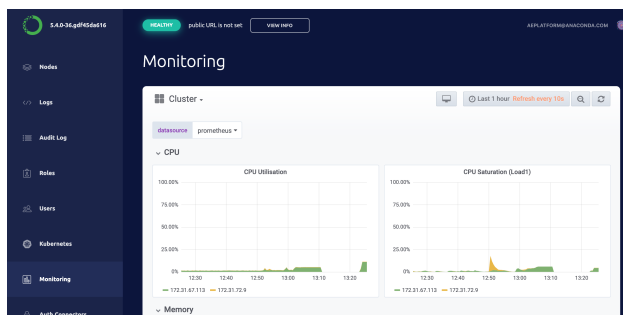 5.4.0-36.gdf45da616
HEALTHY public URL is not set VIEW INFO
AEPLATFORM@ANACONDA.COM
Nodes
Logs
Audit Log
Roles
Users
Kubernetes
Monitoring
Auth Connectors
Monitoring
Cluster
Last 1 hour Refresh every 10s
datasource prometheus
CPU
CPU Utilisation
100.00%
75.00%
50.00%
25.00%
0%
12:30 12:40 12:50 13:00 13:10 13:20
172.31.67.113 172.31.72.9
CPU Saturation (Load1)
100.00%
75.00%
50.00%
25.00%
0%
12:30 12:40 12:50 13:00 13:10 13:20
172.31.67.113 172.31.72.9
Memory